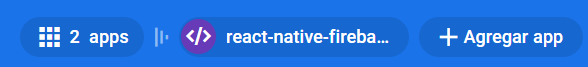 2 apps </> react-native-fireba... + Agregar app